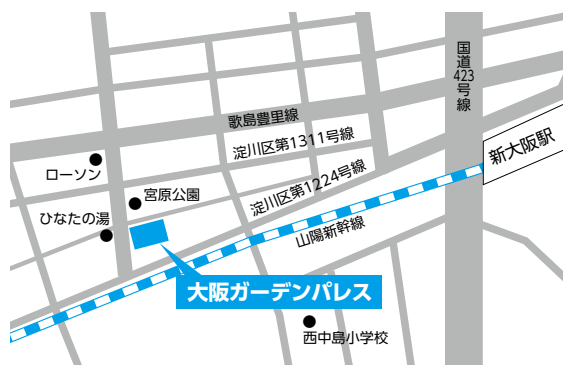 国道423号線
歌島豊里線
淀川区第1311号線
新大阪駅
ローソン
淀川区第1224号線
宮原公園
ひなたの湯
山陽新幹線
大阪ガーデンパレス
西中島小学校